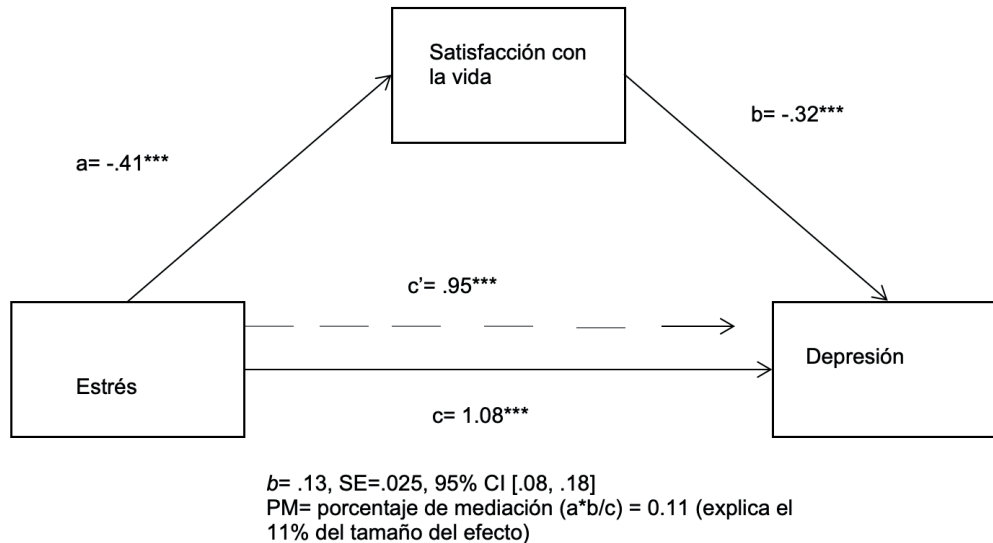 Satisfacción con
la vida
a= -.41***
b= -.32***
c’= .95***
Estrés
Depresión
c= 1.08***
b= .13, SE=.025, 95% CI [.08, .18]
PM= porcentaje de mediación (a*b/c) = 0.11 (explica el
11% del tamaño del efecto)